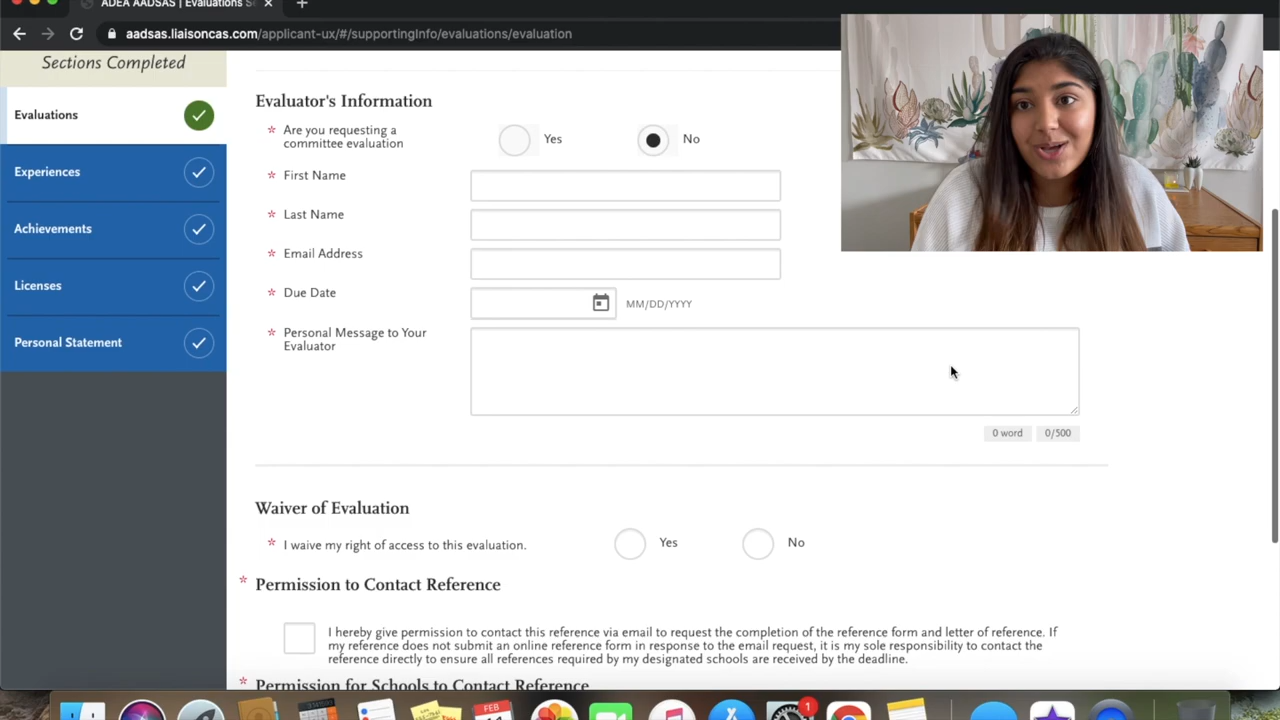 ADEA AADSAS | Evaluations S
aadsas.liaisoncas.com/applicant-ux/#/supportingInfo/evaluations/evaluation
Sections Completed
Evaluations
Experiences
Achievements
Licenses
Personal Statement
Evaluator's Information
* Are you requesting a
committee evaluation
Yes
No
* First Name
* Last Name
* Email Address
* Due Date
MM/DD/YYYY
* Personal Message to Your
Evaluator
0 word
0/500
Waiver of Evaluation
* I waive my right of access to this evaluation.
Yes
No
* Permission to Contact Reference
I hereby give permission to contact this reference via email to request the completion of the reference form and letter of reference. If
my reference does not submit an online reference form in response to the email request, it is my sole responsibility to contact the
reference directly to ensure all references required by my designated schools are received by the deadline.
* Permission for Schools to Contact Reference
FEB
1